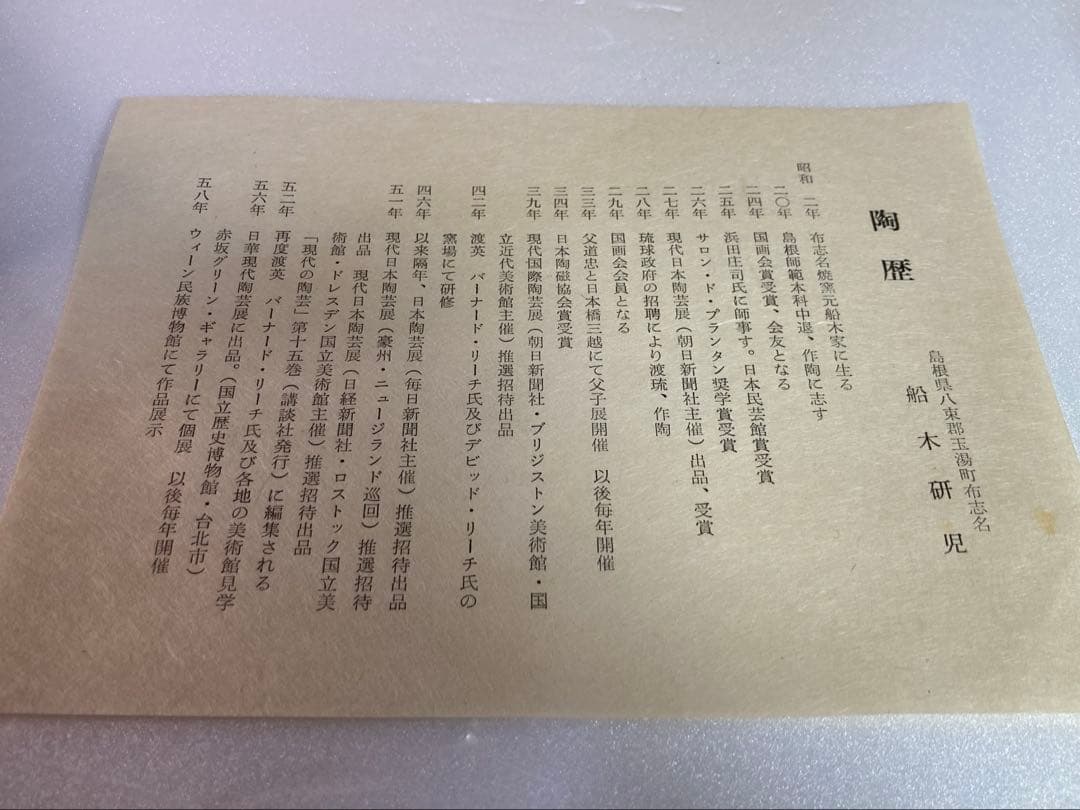 陶歴
島根県八束郡玉湯町布志名
船木研児
昭和 二年 布志名焼窯元船木家に生る
二〇年 島根師範本科中退、作陶に志す
二四年 国画会賞受賞、会友となる
二五年 浜田庄司氏に師事。日本民芸館賞受賞
二六年 サロン・ド・プランタン奨学賞受賞
二七年 現代日本陶芸展(朝日新聞社主催)出品、受賞
二八年 琉球政府の招聘により渡琉、作陶
二九年 国画会会員となる
三三年 父道忠と日本橋三越にて父子展開催 以後毎年開催
三四年 日本陶磁協会賞受賞
三九年 現代国際陶芸展(朝日新聞社・ブリジストン美術館・国
立近代美術館主催)推選招待出品
四二年 渡英 バーナード・リーチ氏及びデビッド・リーチ氏の
窯場にて研修
四六年 以来隔年、日本陶芸展(毎日新聞社主催)推選招待出品
五一年 現代日本陶芸展(豪州・ニュージランド巡回)推選招待
出品 現代日本陶芸展(日経新聞社・ロストック国立美
術館・ドレスデン国立美術館主催)推選招待出品
「現代の陶芸」第十五巻(講談社発行)に編集される
五二年 再度渡英 バーナード・リーチ氏及び各地の美術館見学
五六年 日華現代陶芸展に出品。(国立歴史博物館・台北市)
赤坂グリーン・ギャラリーにて個展 以後毎年開催
五八年 ウィーン民族博物館にて作品展示